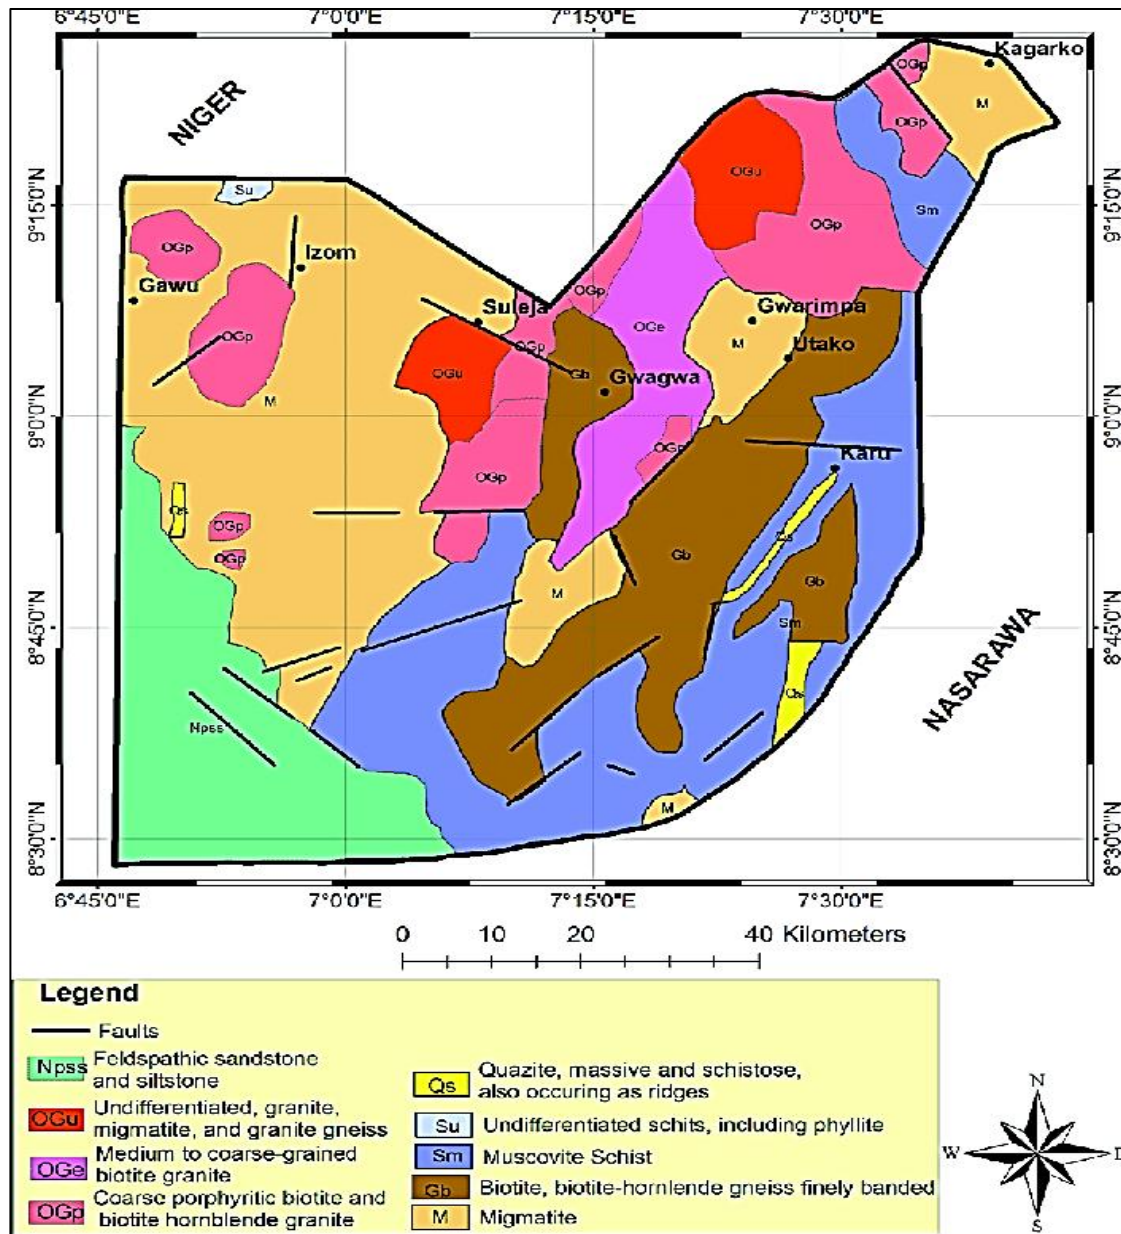 6°45'0"E 7°0'0"E 7°15'0"E 7°30'0"E
Kagarko
OGp
M
OGp
NIGER
OGu
Su
9°15'0"N
9°15'0"N
Sm
OGp
OGp
Izom
Gawu
OGp
Suleja
Gwarimpa
OGe
OGp
OGp
M
Utako
OGu
Gb
Gwagwa
M
9°0'0"N
9°0'0"N
OGp
Karu
OGp
Qs
OGp
Qs
OGp
Gb
Gb
M
Sm
8°45'0"N
8°45'0"N
NASARAWA
Qs
Npss
M
8°30'0"N
8°30'0"N
6°45'0"E 7°0'0"E 7°15'0"E 7°30'0"E
0 10 20 40 Kilometers
Legend
Faults
Npss Feldspathic sandstone
and siltstone
OGu Undifferentiated, granite,
migmatite, and granite gneiss
OGe Medium to coarse-grained
biotite granite
OGp Coarse porphyritic biotite and
biotite hornblende granite
Qs Quazite, massive and schistose,
also occuring as ridges
Su Undifferentiated schits, including phyllite
Sm Muscovite Schist
Gb Biotite, biotite-hornlende gneiss finely banded
M Migmatite
N
W
S